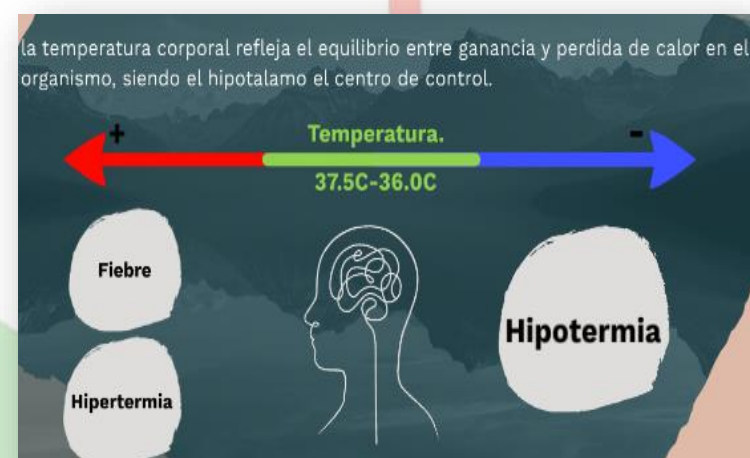 la temperatura corporal refleja el equilibrio entre ganancia y perdida de calor en el
organismo, siendo el hipotalamo el centro de control.
+ Temperatura. -
37.5C-36.0C
Fiebre
Hipotermia
Hipertermia